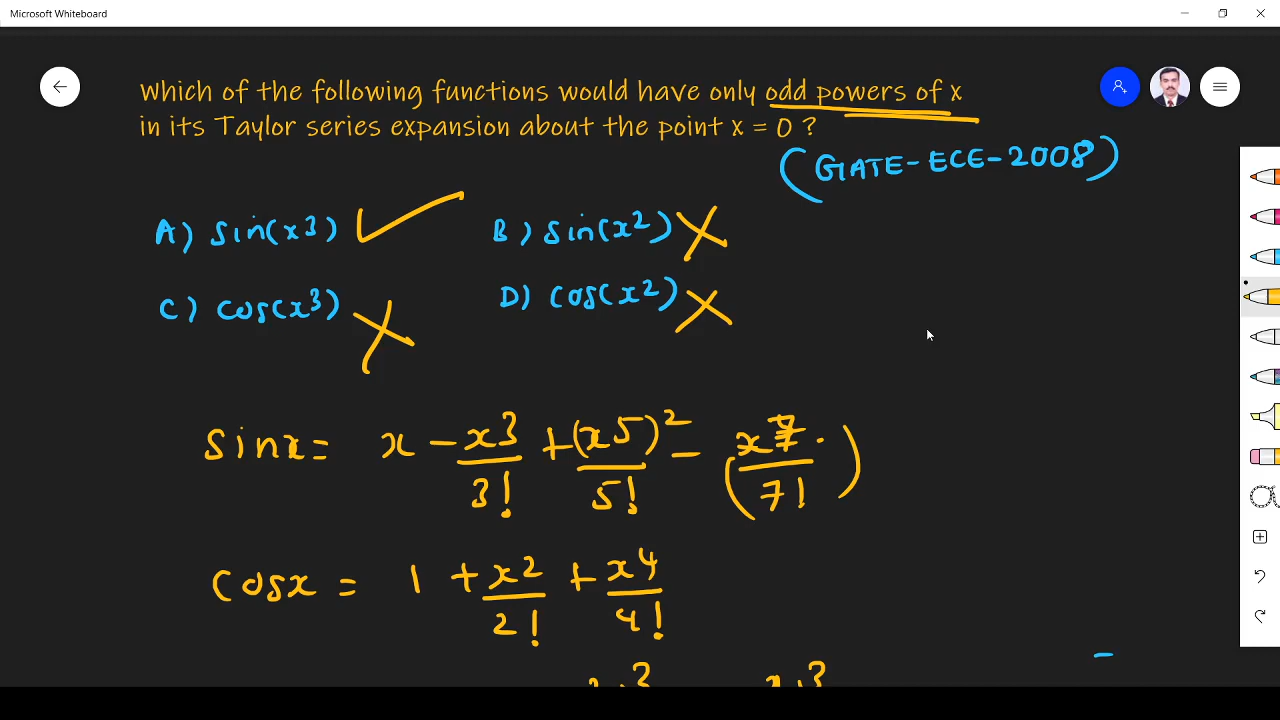 Microsoft Whiteboard
Which of the following functions would have only odd powers of x
in its Taylor series expansion about the point x = 0 ?
(GATE-ECE-2008)
A) sin(x3) B) sin(x2)
C) cos(x3) D) cos(x2)
sinx = x - x3/3! + (x5)2/5! - (x7/7!)
cosx = 1 + x2/2! + x4/4!